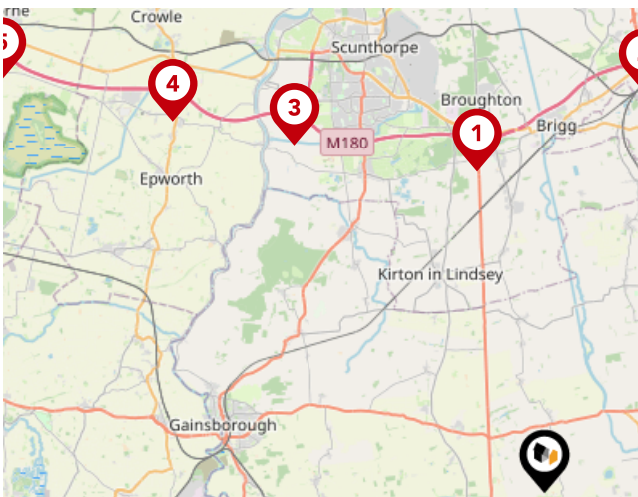 Crowle
Scunthorpe
4
3
Broughton
1
Brigg
M180
Epworth
Kirton in Lindsey
Gainsborough